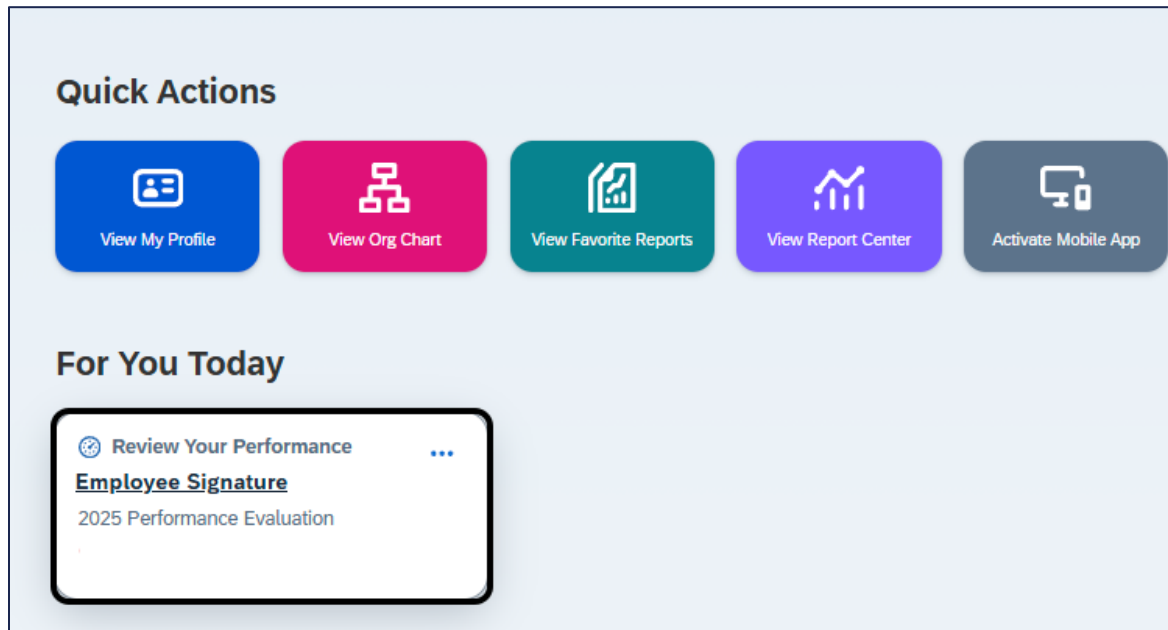 Quick Actions
View My Profile
View Org Chart
View Favorite Reports
View Report Center
Activate Mobile App
For You Today
Review Your Performance
Employee Signature
2025 Performance Evaluation